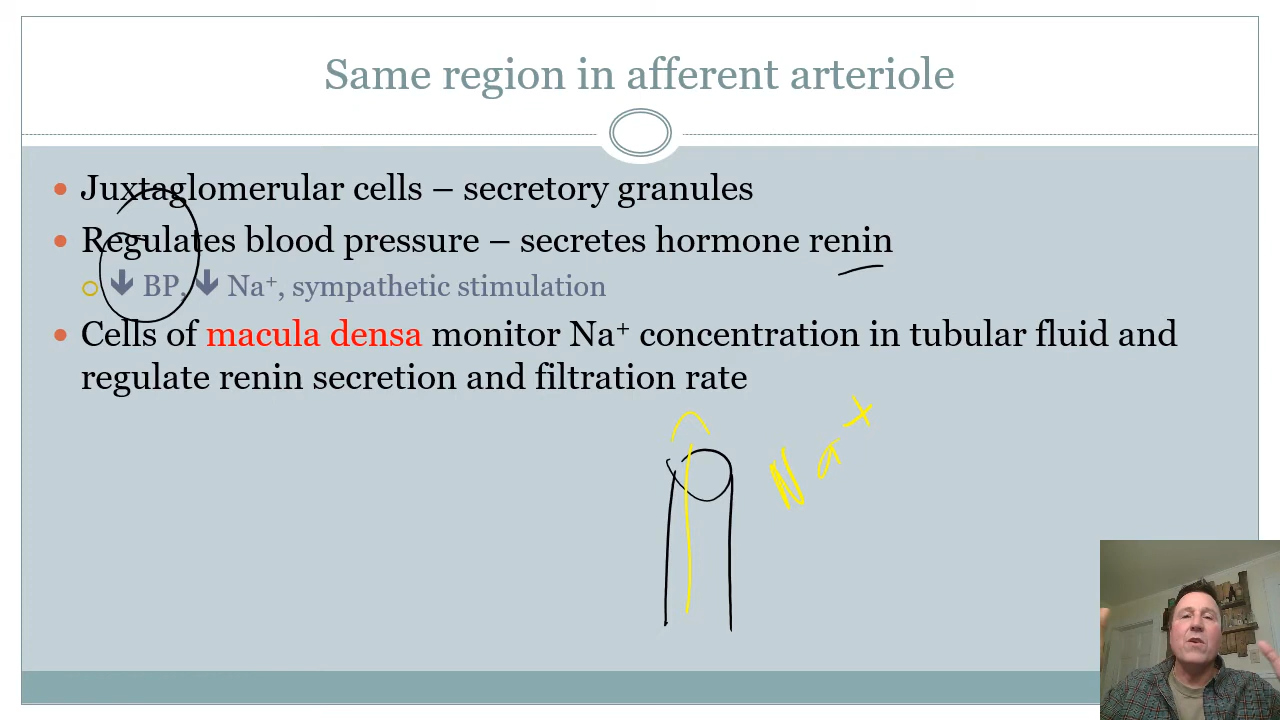 Same region in afferent arteriole
• Juxtaglomerular cells – secretory granules
• Regulates blood pressure – secretes hormone renin
○ 🡇 BP, 🡇 Na⁺, sympathetic stimulation
• Cells of macula densa monitor Na⁺ concentration in tubular fluid and
regulate renin secretion and filtration rate
Na⁺